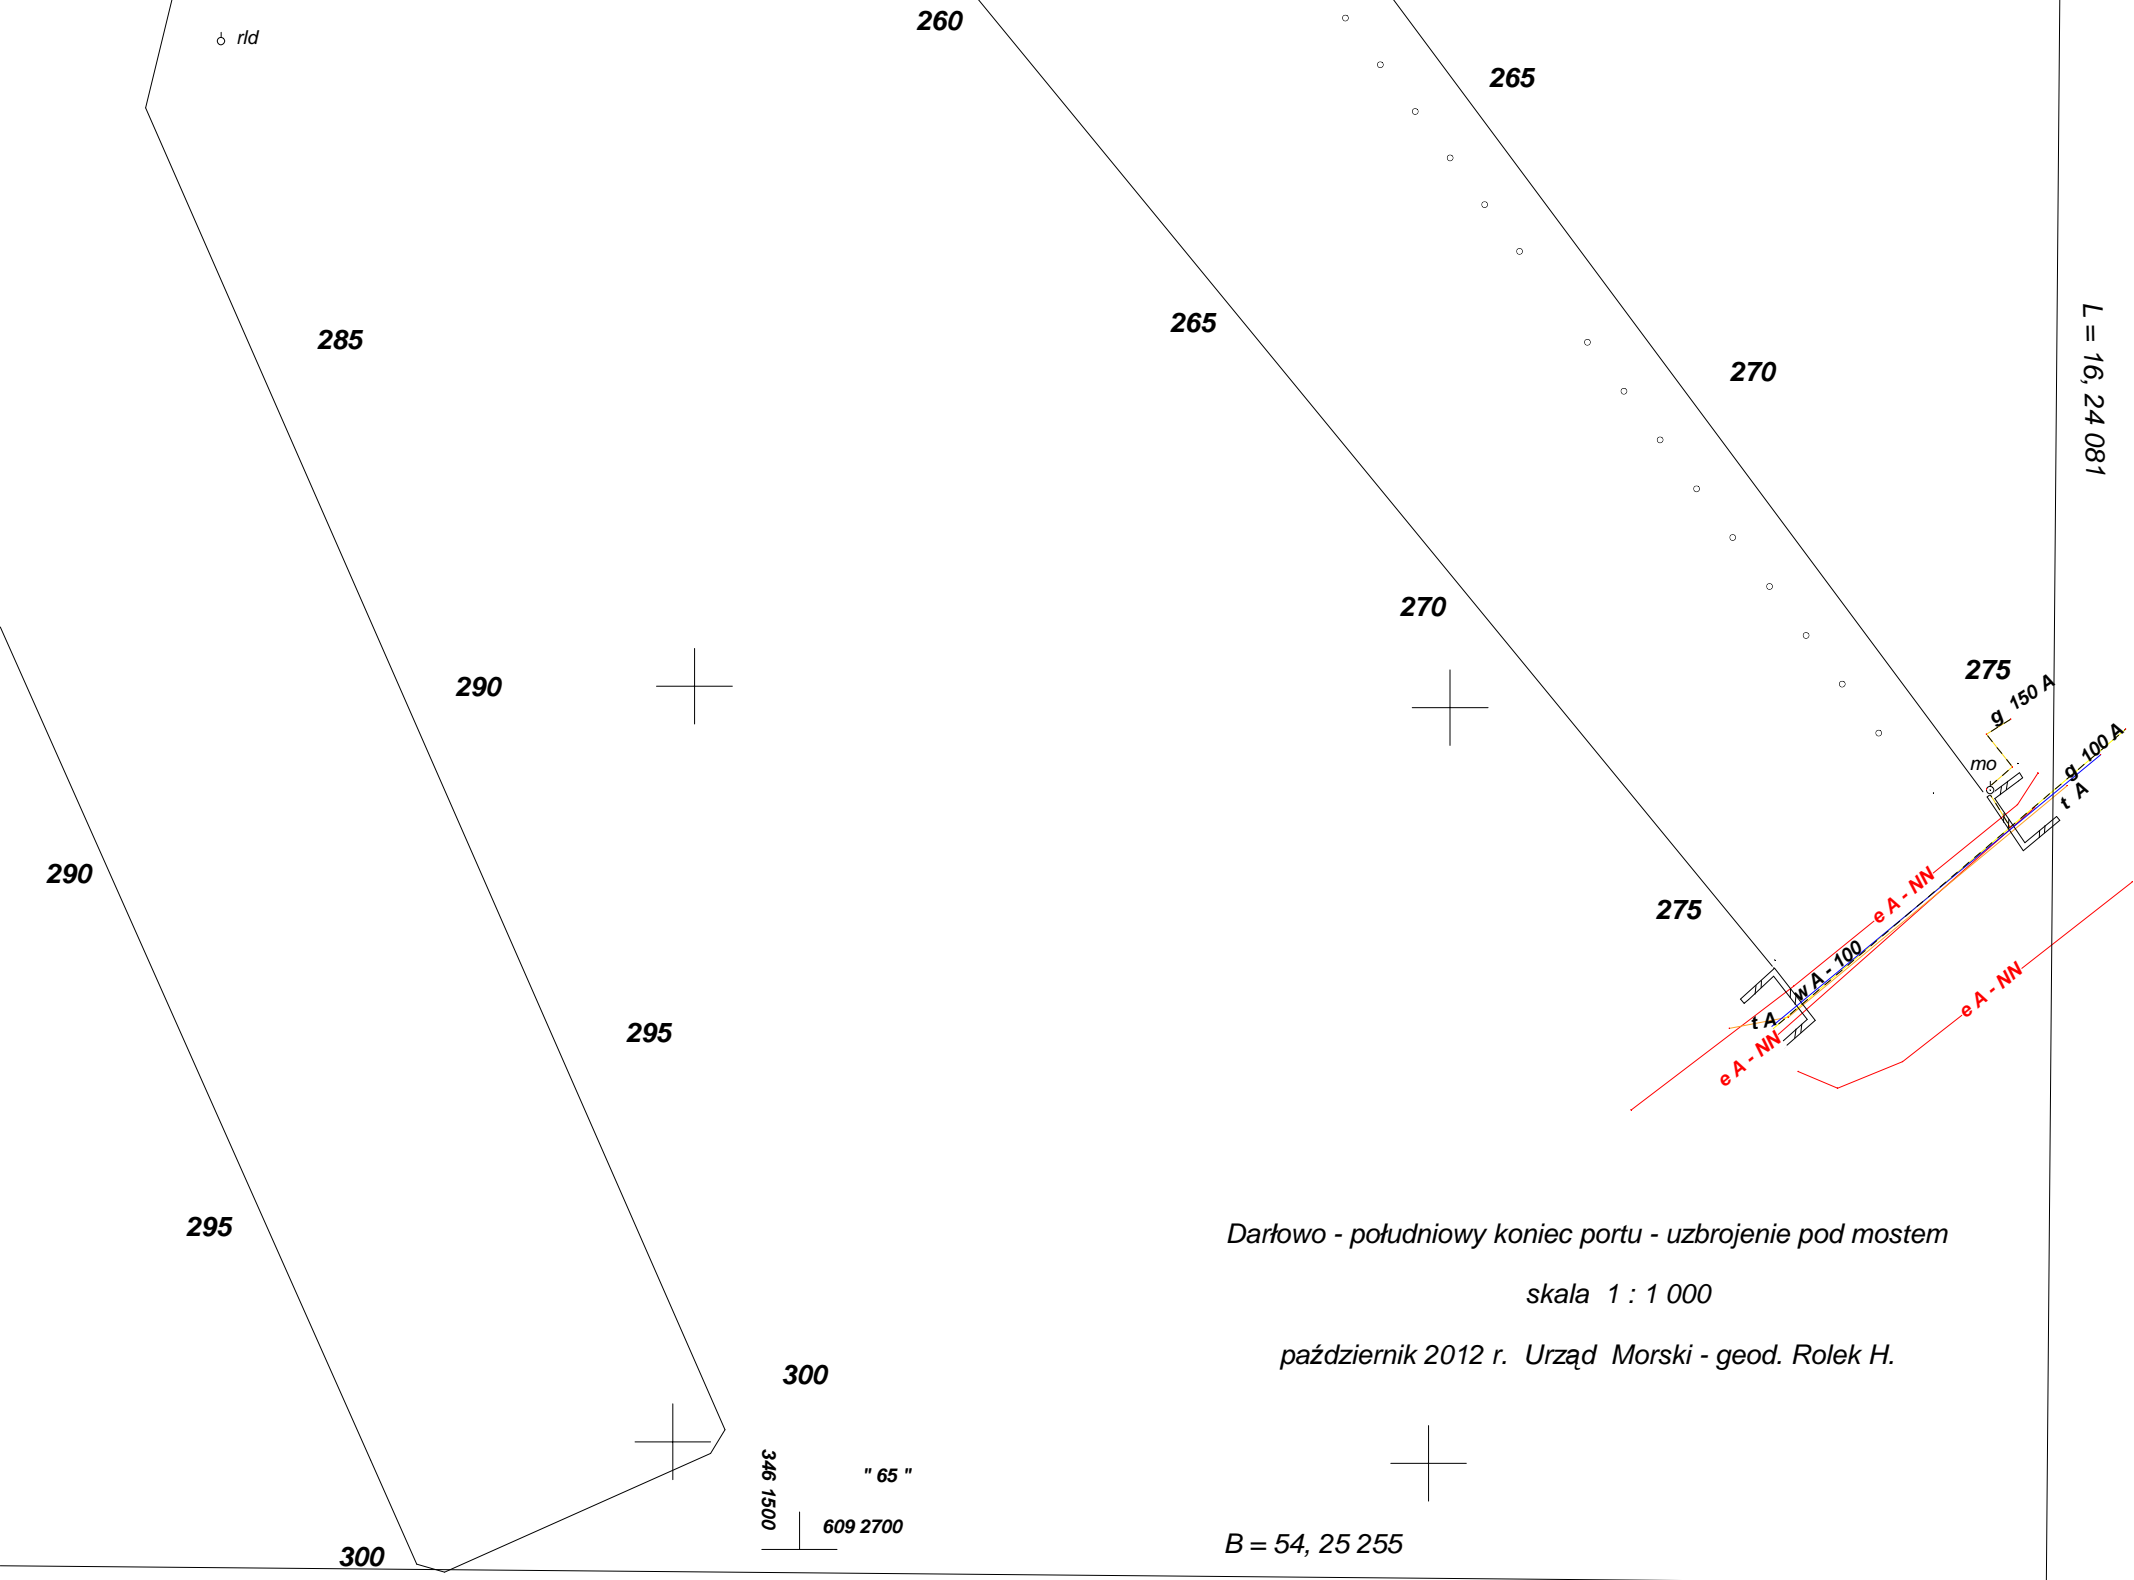 260
rld
265
L = 16, 24 081
265
285
270
270
275
290
g 150 A
g 100 A
mo
t A
290
e A - NN
275
w A - 100
e A - NN
t A
295
e A - NN
295
Darłowo - południowy koniec portu - uzbrojenie pod mostem
skala 1 : 1 000
październik 2012 r. Urząd Morski - geod. Rolek H.
300
346 1500
" 65 "
609 2700
B = 54, 25 255
300